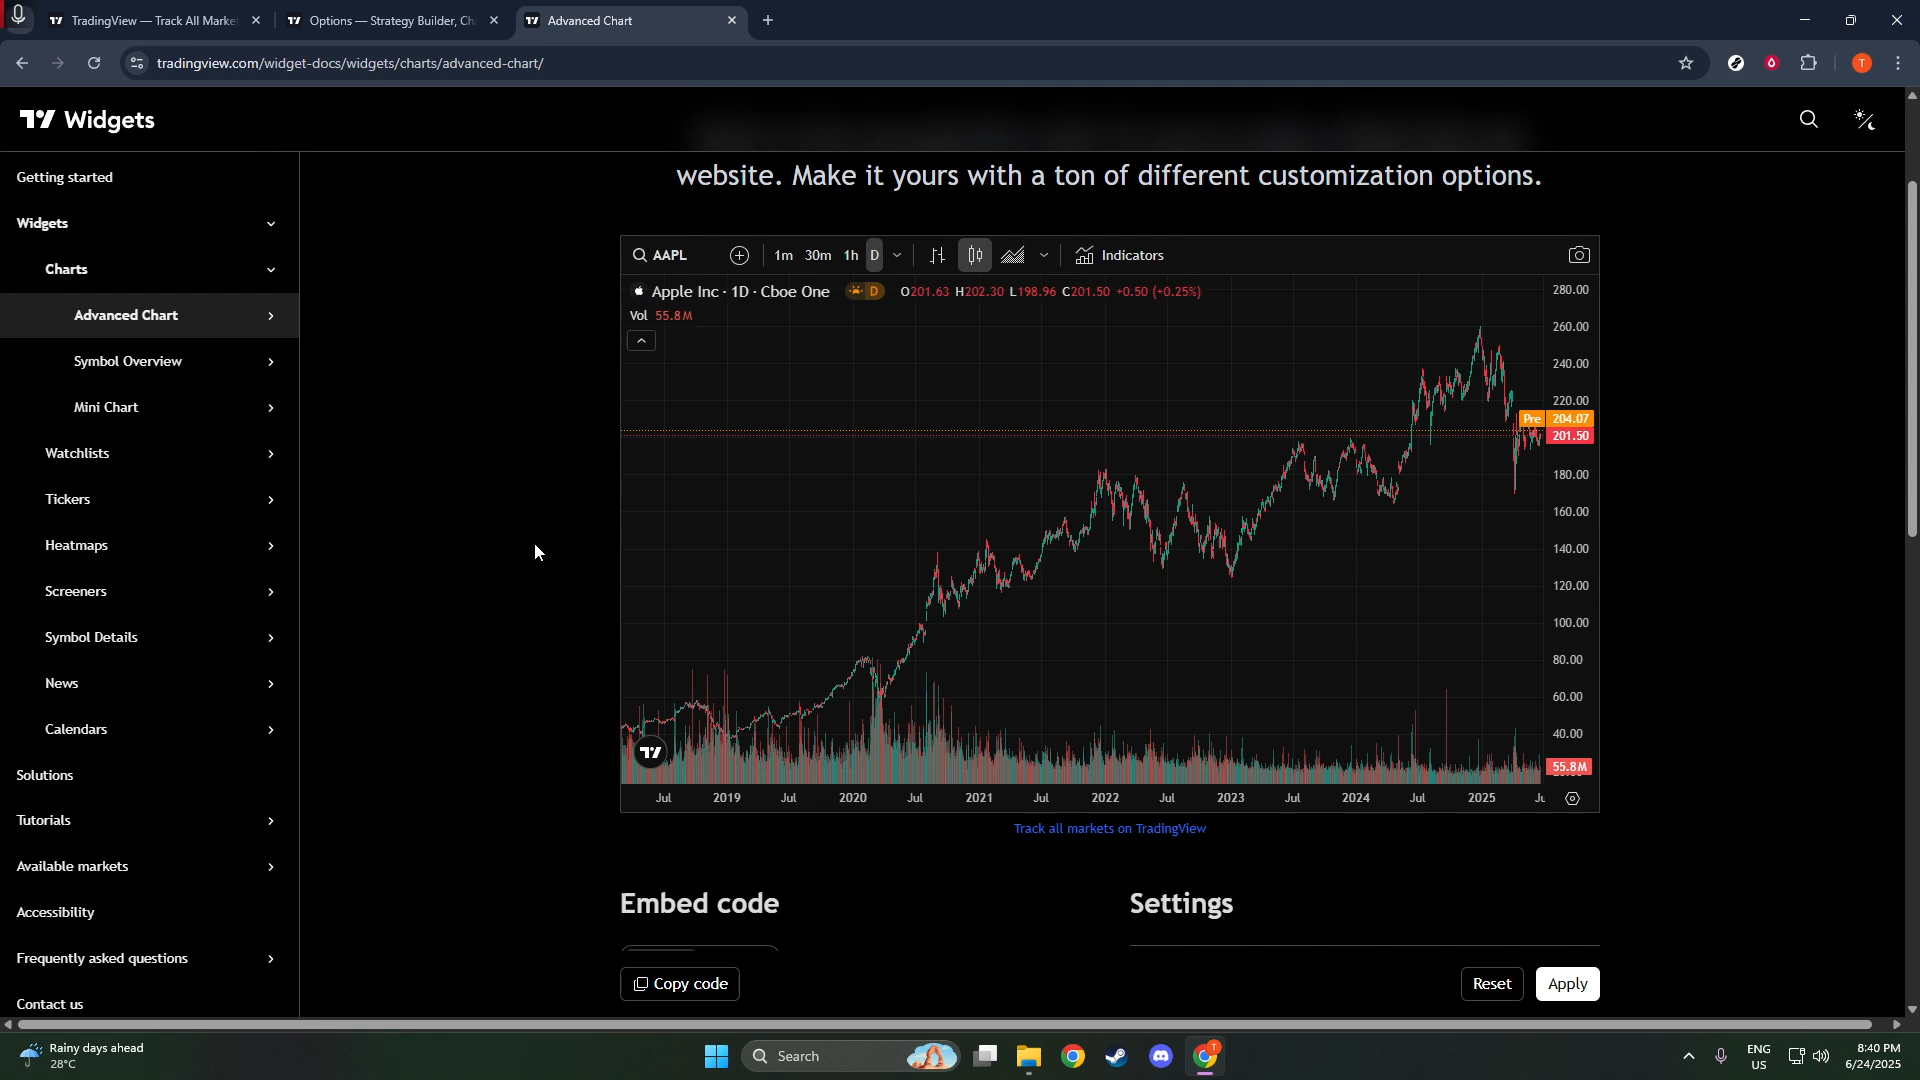 TradingView — Track All Marke
Options — Strategy Builder, Ch
Advanced Chart
tradingview.com/widget-docs/widgets/charts/advanced-chart/
T
Widgets
Getting started
Widgets
Charts
Advanced Chart
Symbol Overview
Mini Chart
Watchlists
Tickers
Heatmaps
Screeners
Symbol Details
News
Calendars
Solutions
Tutorials
Available markets
Accessibility
Frequently asked questions
Contact us
website. Make it yours with a ton of different customization options.
AAPL 1m 30m 1h D Indicators
Apple Inc · 1D · Cboe One D O201.63 H202.30 L198.96 C201.50 +0.50 (+0.25%)
Vol 55.8M
280.00
260.00
240.00
220.00
Pre 204.07
201.50
180.00
160.00
140.00
120.00
100.00
80.00
60.00
40.00
55.8M
Jul 2019 Jul 2020 Jul 2021 Jul 2022 Jul 2023 Jul 2024 Jul 2025
Track all markets on TradingView
Embed code
Settings
Copy code
Reset
Apply
Rainy days ahead
28°C
Search
T
ENG
US
8:40 PM
6/24/2025